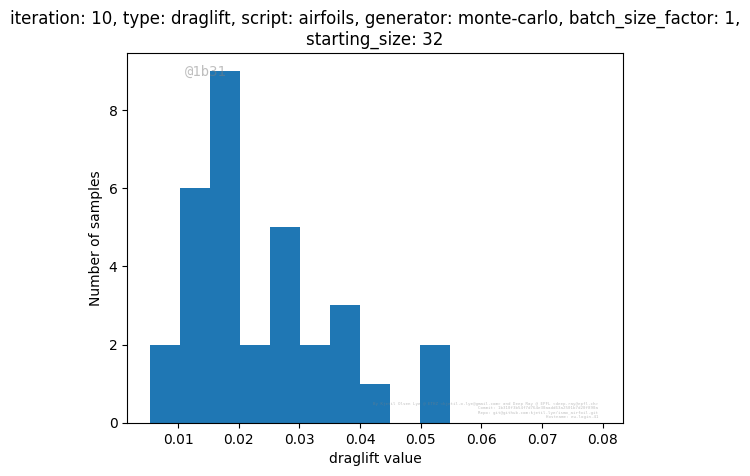 iteration: 10, type: draglift, script: airfoils, generator: monte-carlo, batch_size_factor: 1,
starting_size: 32
@1b31
8
6
4
2
0
Number of samples
0.01 0.02 0.03 0.04 0.05 0.06 0.07 0.08
draglift value